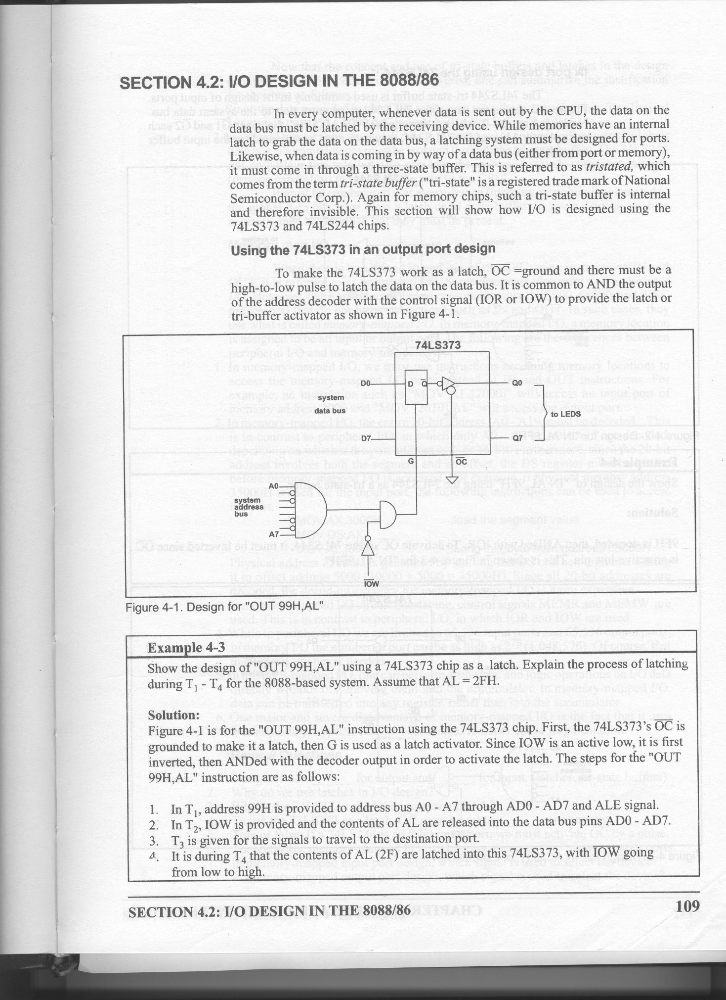 SECTION 4.2: I/O DESIGN IN THE 8088/86
In every computer, whenever data is sent out by the CPU, the data on the
data bus must be latched by the receiving device. While memories have an internal
latch to grab the data on the data bus, a latching system must be designed for ports.
Likewise, when data is coming in by way of a data bus (either from port or memory),
it must come in through a three-state buffer. This is referred to as tristated, which
comes from the term tri-state buffer ("tri-state" is a registered trade mark of National
Semiconductor Corp.). Again for memory chips, such a tri-state buffer is internal
and therefore invisible. This section will show how I/O is designed using the
74LS373 and 74LS244 chips.
Using the 74LS373 in an output port design
To make the 74LS373 work as a latch, O̅C̅ =ground and there must be a
high-to-low pulse to latch the data on the data bus. It is common to AND the output
of the address decoder with the control signal (IOR or IOW) to provide the latch or
tri-buffer activator as shown in Figure 4-1.
74LS373
D0 D Q̅ Q0
system
data bus
to LEDS
D7 Q7
G O̅C̅
A0
system
address
bus
A7
I̅O̅W̅
Figure 4-1. Design for "OUT 99H,AL"
Example 4-3
Show the design of "OUT 99H,AL" using a 74LS373 chip as a latch. Explain the process of latching
during T₁ - T₄ for the 8088-based system. Assume that AL = 2FH.
Solution:
Figure 4-1 is for the "OUT 99H,AL" instruction using the 74LS373 chip. First, the 74LS373's O̅C̅ is
grounded to make it a latch, then G is used as a latch activator. Since IOW is an active low, it is first
inverted, then ANDed with the decoder output in order to activate the latch. The steps for the "OUT
99H,AL" instruction are as follows:
1. In T₁, address 99H is provided to address bus A0 - A7 through AD0 - AD7 and ALE signal.
2. In T₂, IOW is provided and the contents of AL are released into the data bus pins AD0 - AD7.
3. T₃ is given for the signals to travel to the destination port.
4. It is during T₄ that the contents of AL (2F) are latched into this 74LS373, with I̅O̅W̅ going
from low to high.
SECTION 4.2: I/O DESIGN IN THE 8088/86 109